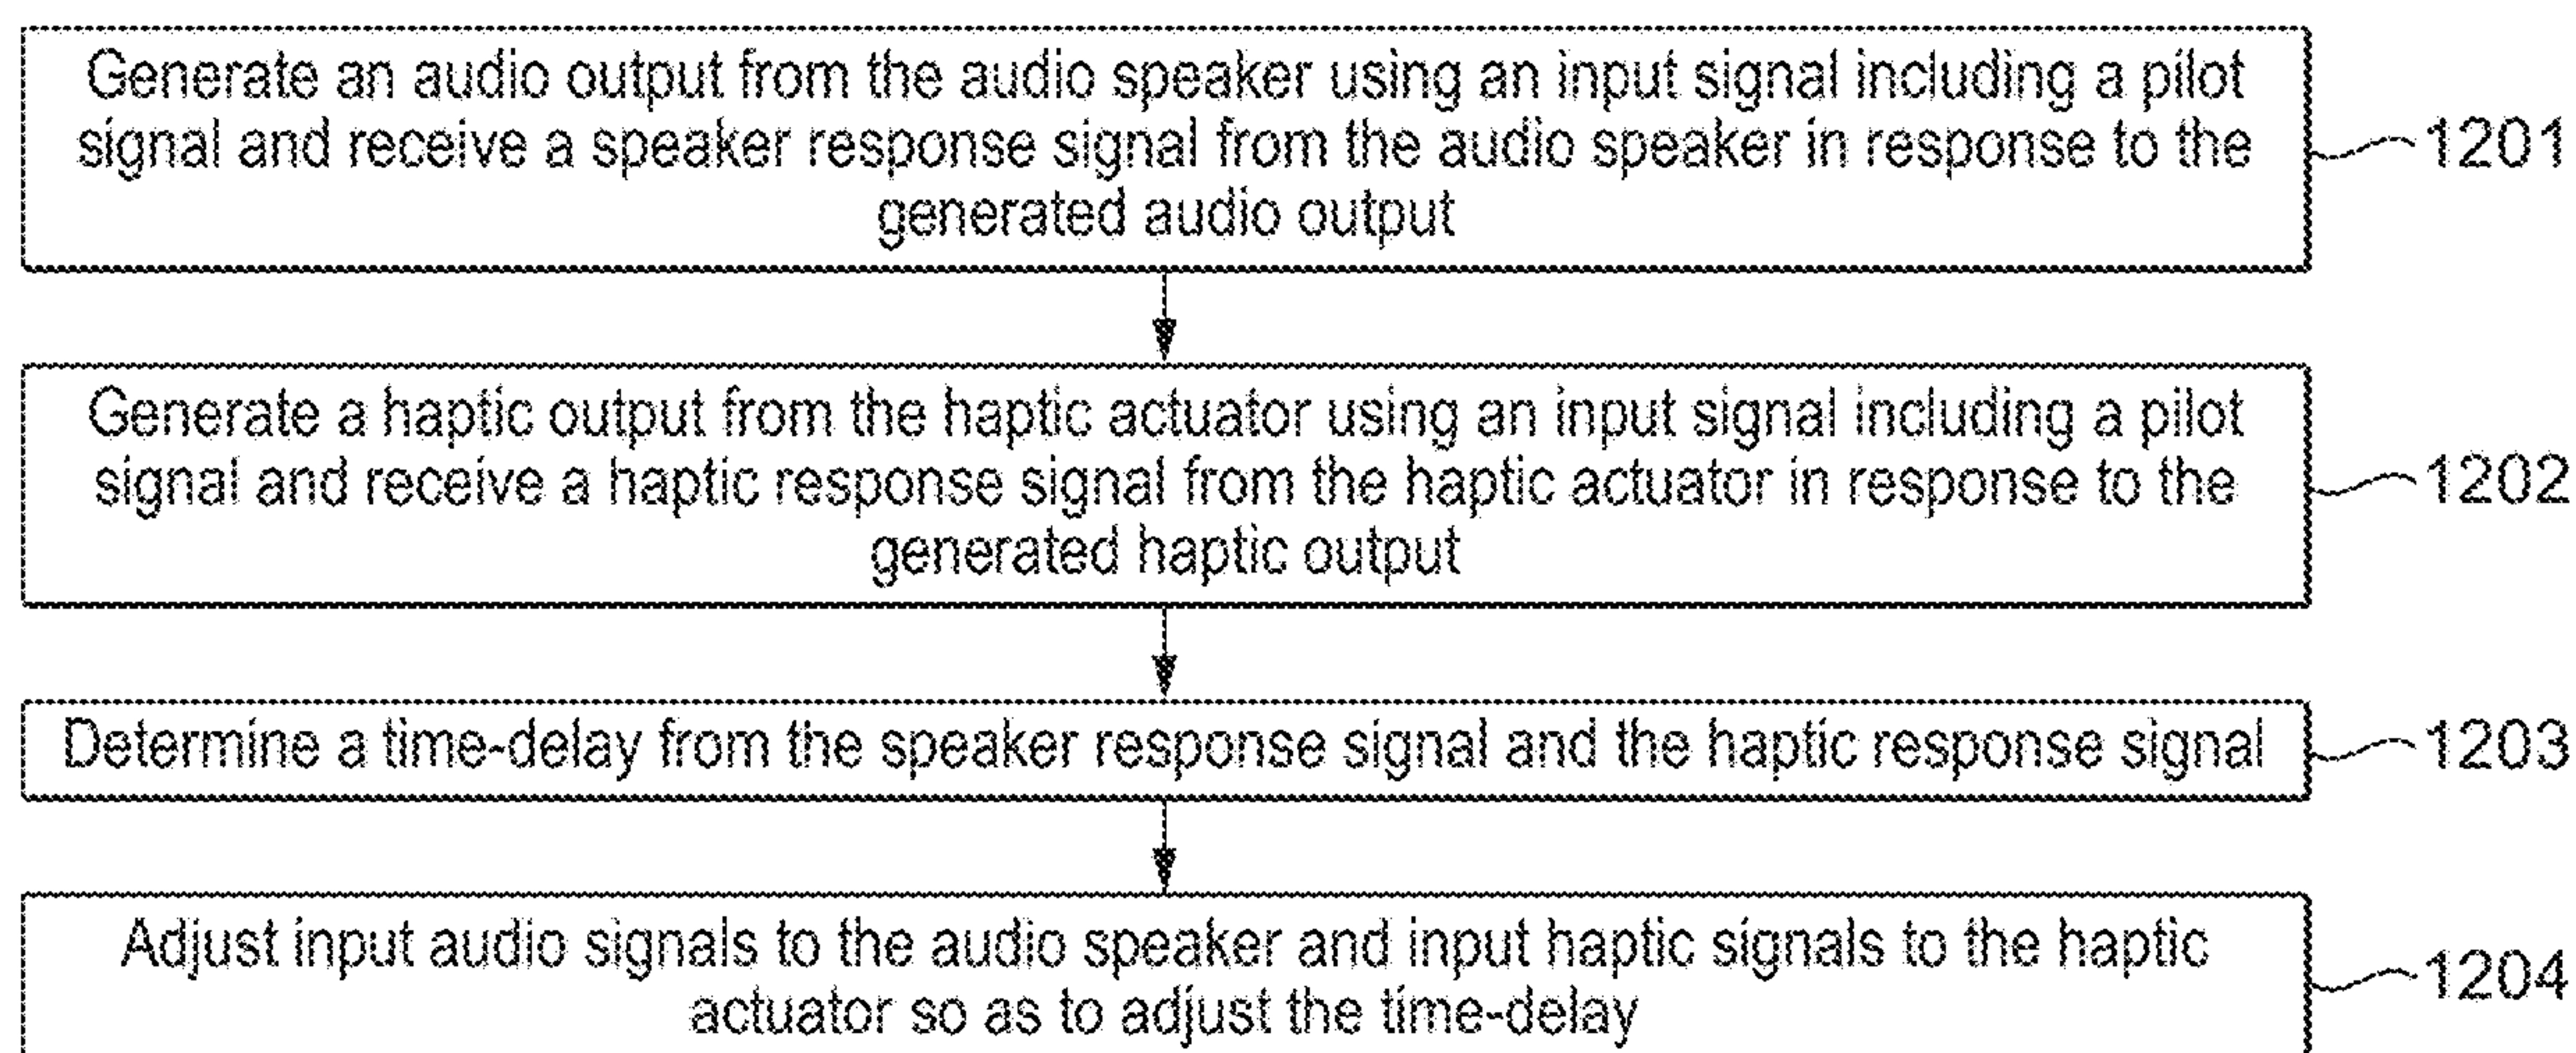 Generate an audio output from the audio speaker using an input signal including a pilot
signal and receive a speaker response signal from the audio speaker in response to the
generated audio output
1201
Generate a haptic output from the haptic actuator using an input signal including a pilot
signal and receive a haptic response signal from the haptic actuator in response to the
generated haptic output
1202
Determine a time-delay from the speaker response signal and the haptic response signal
1203
Adjust input audio signals to the audio speaker and input haptic signals to the haptic
actuator so as to adjust the time-delay
1204